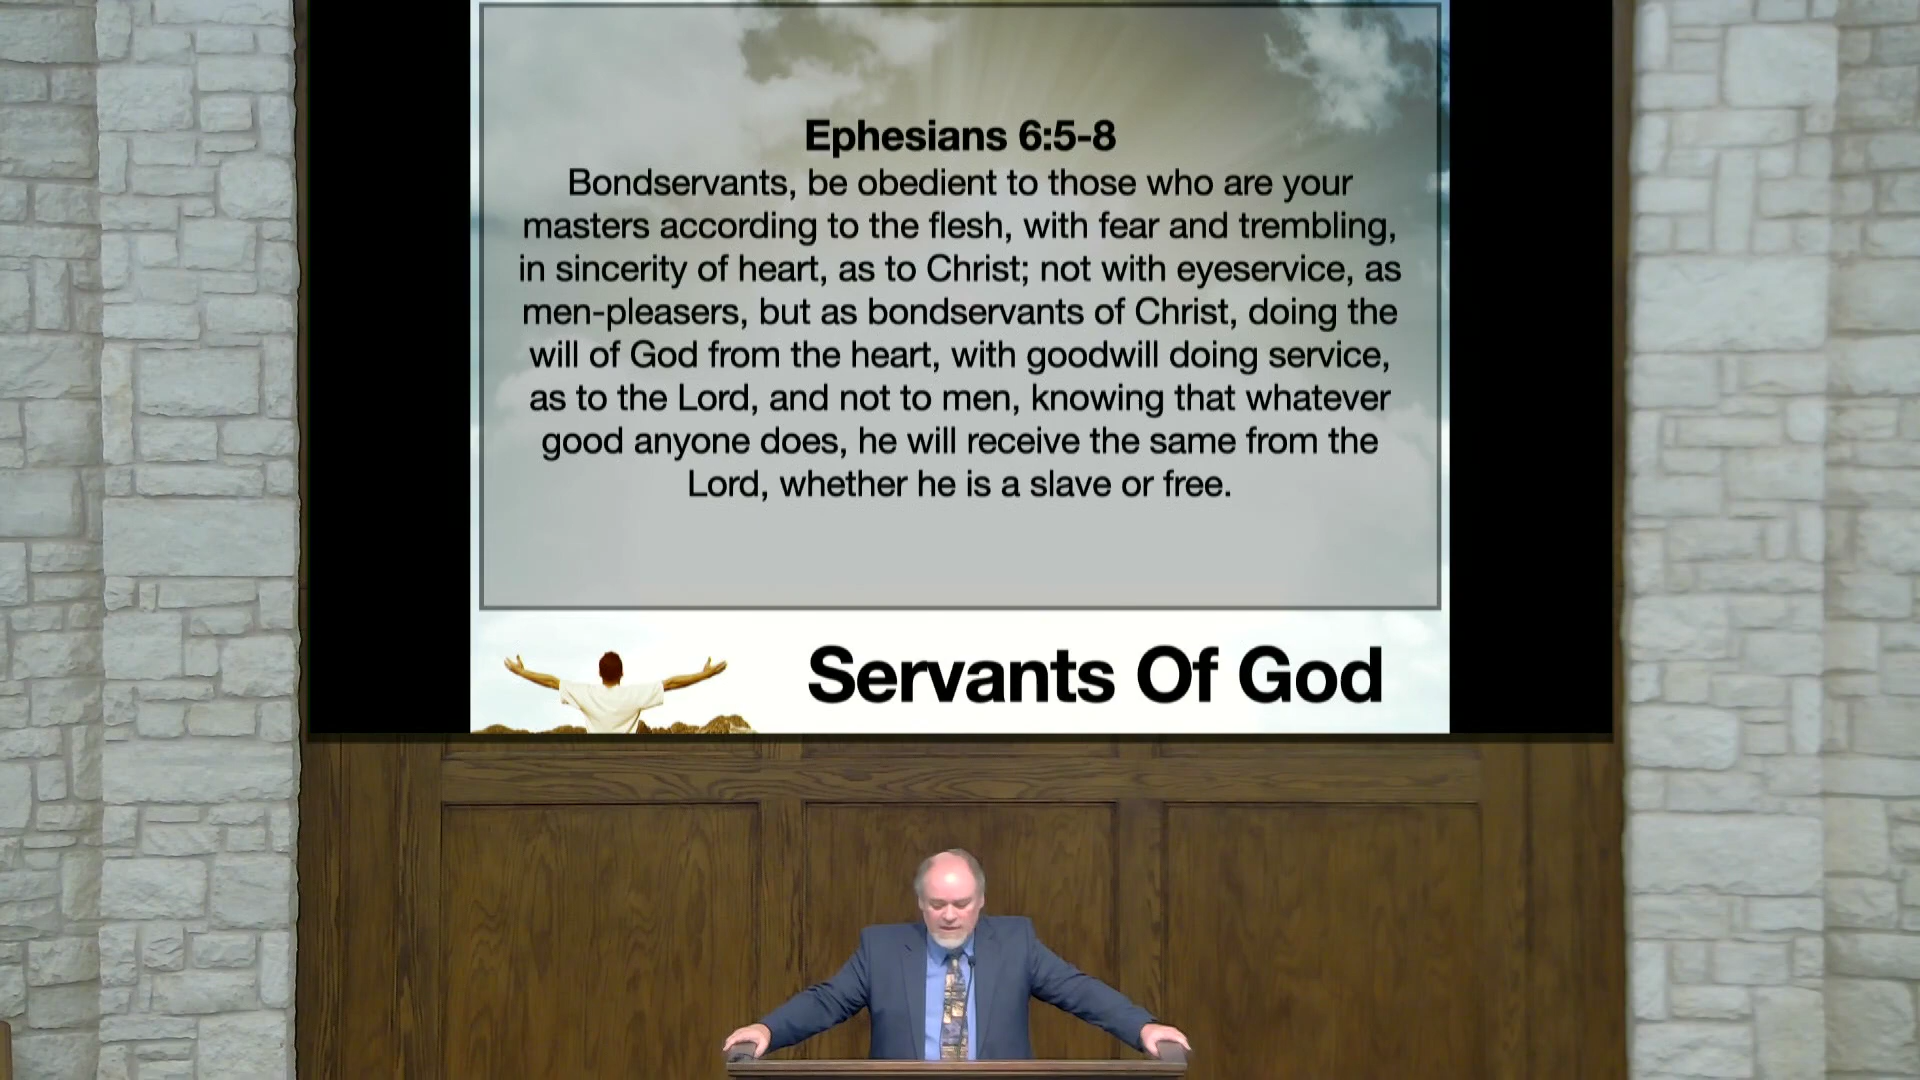 Ephesians 6:5-8
Bondservants, be obedient to those who are your
masters according to the flesh, with fear and trembling,
in sincerity of heart, as to Christ; not with eyeservice, as
men-pleasers, but as bondservants of Christ, doing the
will of God from the heart, with goodwill doing service,
as to the Lord, and not to men, knowing that whatever
good anyone does, he will receive the same from the
Lord, whether he is a slave or free.
Servants Of God